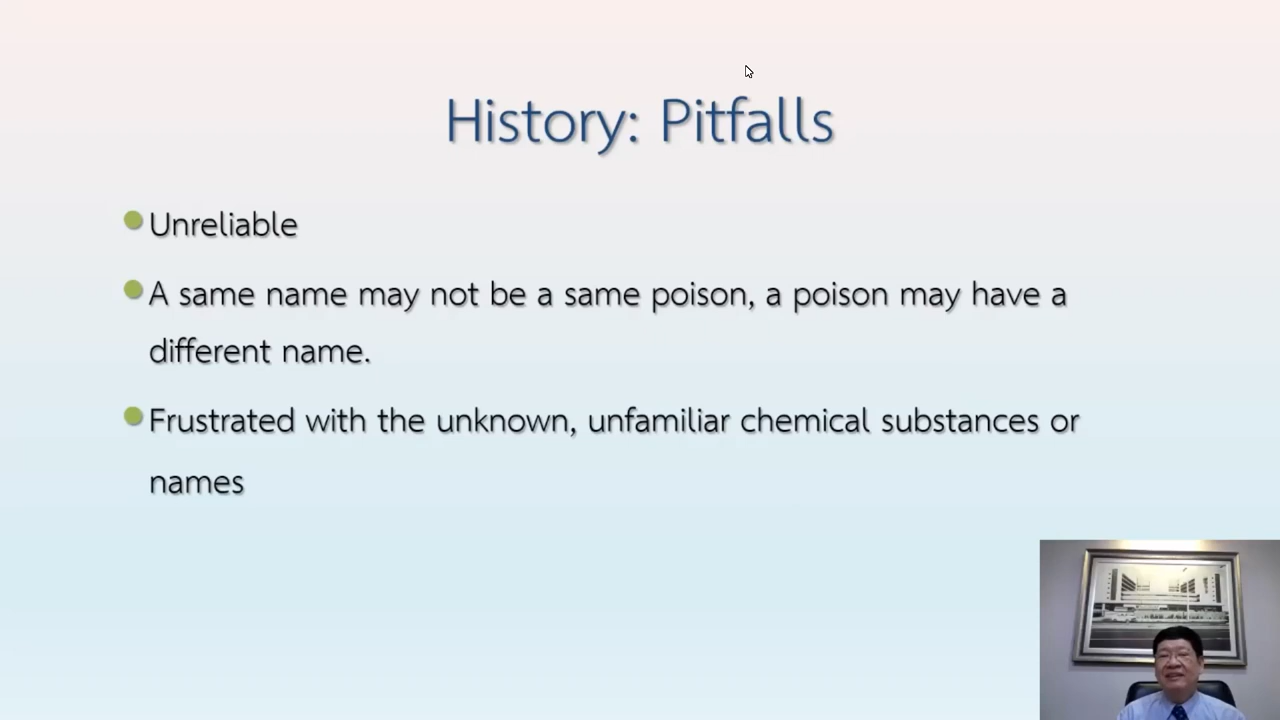 History: Pitfalls
Unreliable
A same name may not be a same poison, a poison may have a
different name.
Frustrated with the unknown, unfamiliar chemical substances or
names